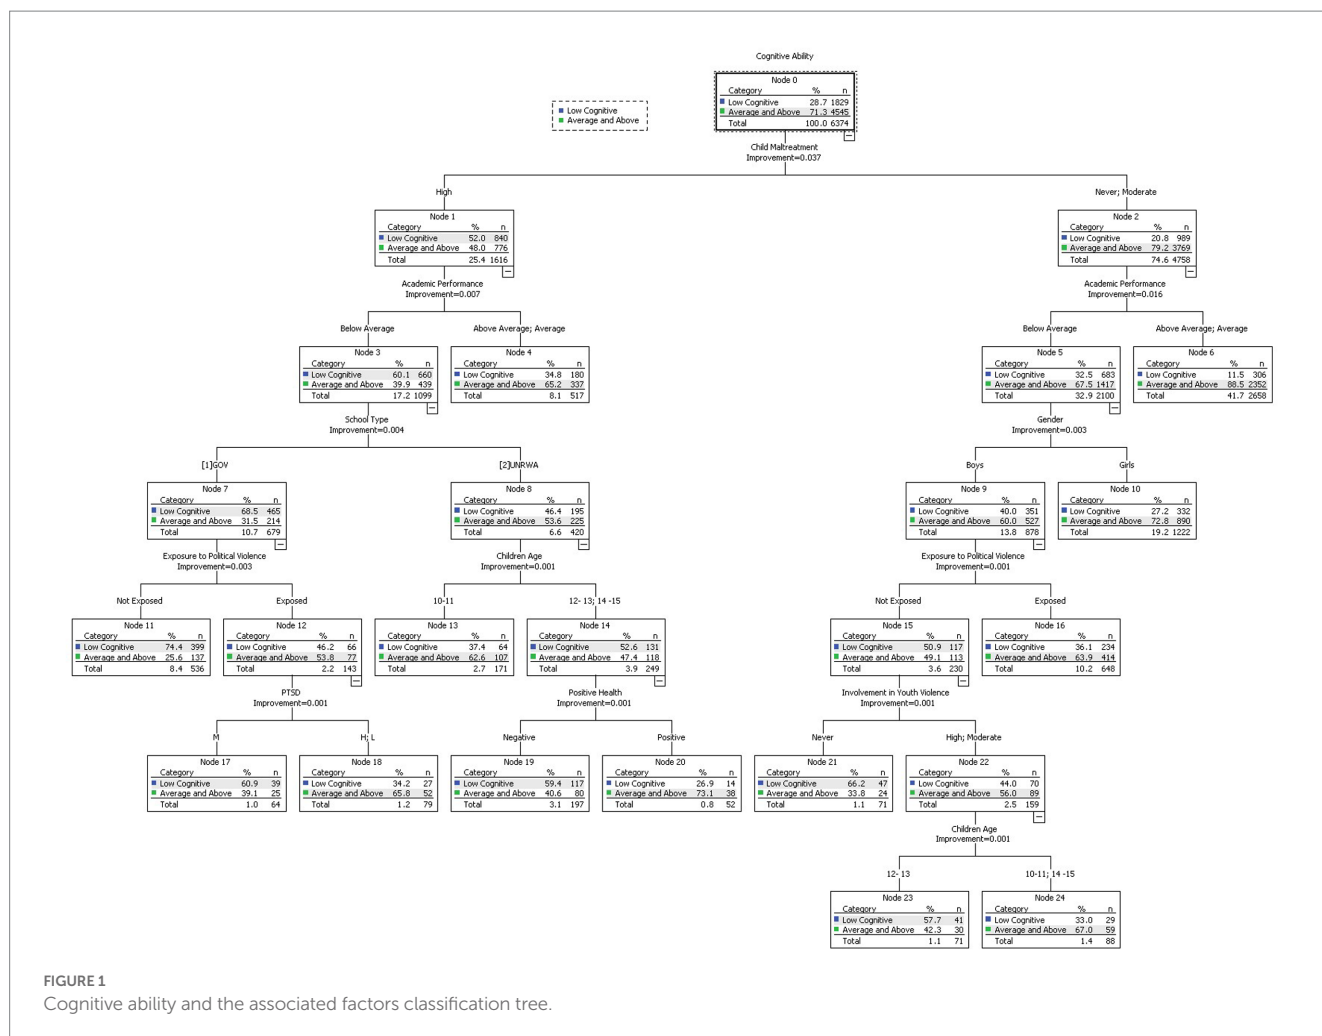 Cognitive Ability
Low Cognitive
Average and Above
Node 0
Category % n
Low Cognitive 28.7 1829
Average and Above 71.3 4545
Total 100.0 6374
Child Maltreatment
Improvement=0.037
High
Never; Moderate
Node 1
Category % n
Low Cognitive 52.0 840
Average and Above 48.0 776
Total 25.4 1616
Node 2
Category % n
Low Cognitive 20.8 989
Average and Above 79.2 3769
Total 74.6 4758
Academic Performance
Improvement=0.007
Academic Performance
Improvement=0.016
Below Average
Above Average; Average
Below Average
Above Average; Average
Node 3
Category % n
Low Cognitive 60.1 660
Average and Above 39.9 439
Total 17.2 1099
Node 4
Category % n
Low Cognitive 34.8 180
Average and Above 65.2 337
Total 8.1 517
Node 5
Category % n
Low Cognitive 32.5 683
Average and Above 67.5 1417
Total 32.9 2100
Node 6
Category % n
Low Cognitive 11.5 306
Average and Above 88.5 2352
Total 41.7 2658
School Type
Improvement=0.004
Gender
Improvement=0.003
[1]GOV
[2]UNRWA
Boys
Girls
Node 7
Category % n
Low Cognitive 68.5 465
Average and Above 31.5 214
Total 10.7 679
Node 8
Category % n
Low Cognitive 46.4 195
Average and Above 53.6 225
Total 6.6 420
Node 9
Category % n
Low Cognitive 40.0 351
Average and Above 60.0 527
Total 13.8 878
Node 10
Category % n
Low Cognitive 27.2 332
Average and Above 72.8 890
Total 19.2 1222
Exposure to Political Violence
Improvement=0.003
Children Age
Improvement=0.001
Exposure to Political Violence
Improvement=0.001
Not Exposed
Exposed
10-11
12- 13; 14 -15
Not Exposed
Exposed
Node 11
Category % n
Low Cognitive 74.4 399
Average and Above 25.6 137
Total 8.4 536
Node 12
Category % n
Low Cognitive 46.2 66
Average and Above 53.8 77
Total 2.2 143
Node 13
Category % n
Low Cognitive 37.4 64
Average and Above 62.6 107
Total 2.7 171
Node 14
Category % n
Low Cognitive 52.6 131
Average and Above 47.4 118
Total 3.9 249
Node 15
Category % n
Low Cognitive 50.9 117
Average and Above 49.1 113
Total 3.6 230
Node 16
Category % n
Low Cognitive 36.1 234
Average and Above 63.9 414
Total 10.2 648
PTSD
Improvement=0.001
Positive Health
Improvement=0.001
Involvement in Youth Violence
Improvement=0.001
M
H; L
Negative
Positive
Never
High; Moderate
Node 17
Category % n
Low Cognitive 60.9 39
Average and Above 39.1 25
Total 1.0 64
Node 18
Category % n
Low Cognitive 34.2 27
Average and Above 65.8 52
Total 1.2 79
Node 19
Category % n
Low Cognitive 59.4 117
Average and Above 40.6 80
Total 3.1 197
Node 20
Category % n
Low Cognitive 26.9 14
Average and Above 73.1 38
Total 0.8 52
Node 21
Category % n
Low Cognitive 66.2 47
Average and Above 33.8 24
Total 1.1 71
Node 22
Category % n
Low Cognitive 44.0 70
Average and Above 56.0 89
Total 2.5 159
Children Age
Improvement=0.001
12- 13
10-11; 14 -15
Node 23
Category % n
Low Cognitive 57.7 41
Average and Above 42.3 30
Total 1.1 71
Node 24
Category % n
Low Cognitive 33.0 29
Average and Above 67.0 59
Total 1.4 88
FIGURE 1
Cognitive ability and the associated factors classification tree.